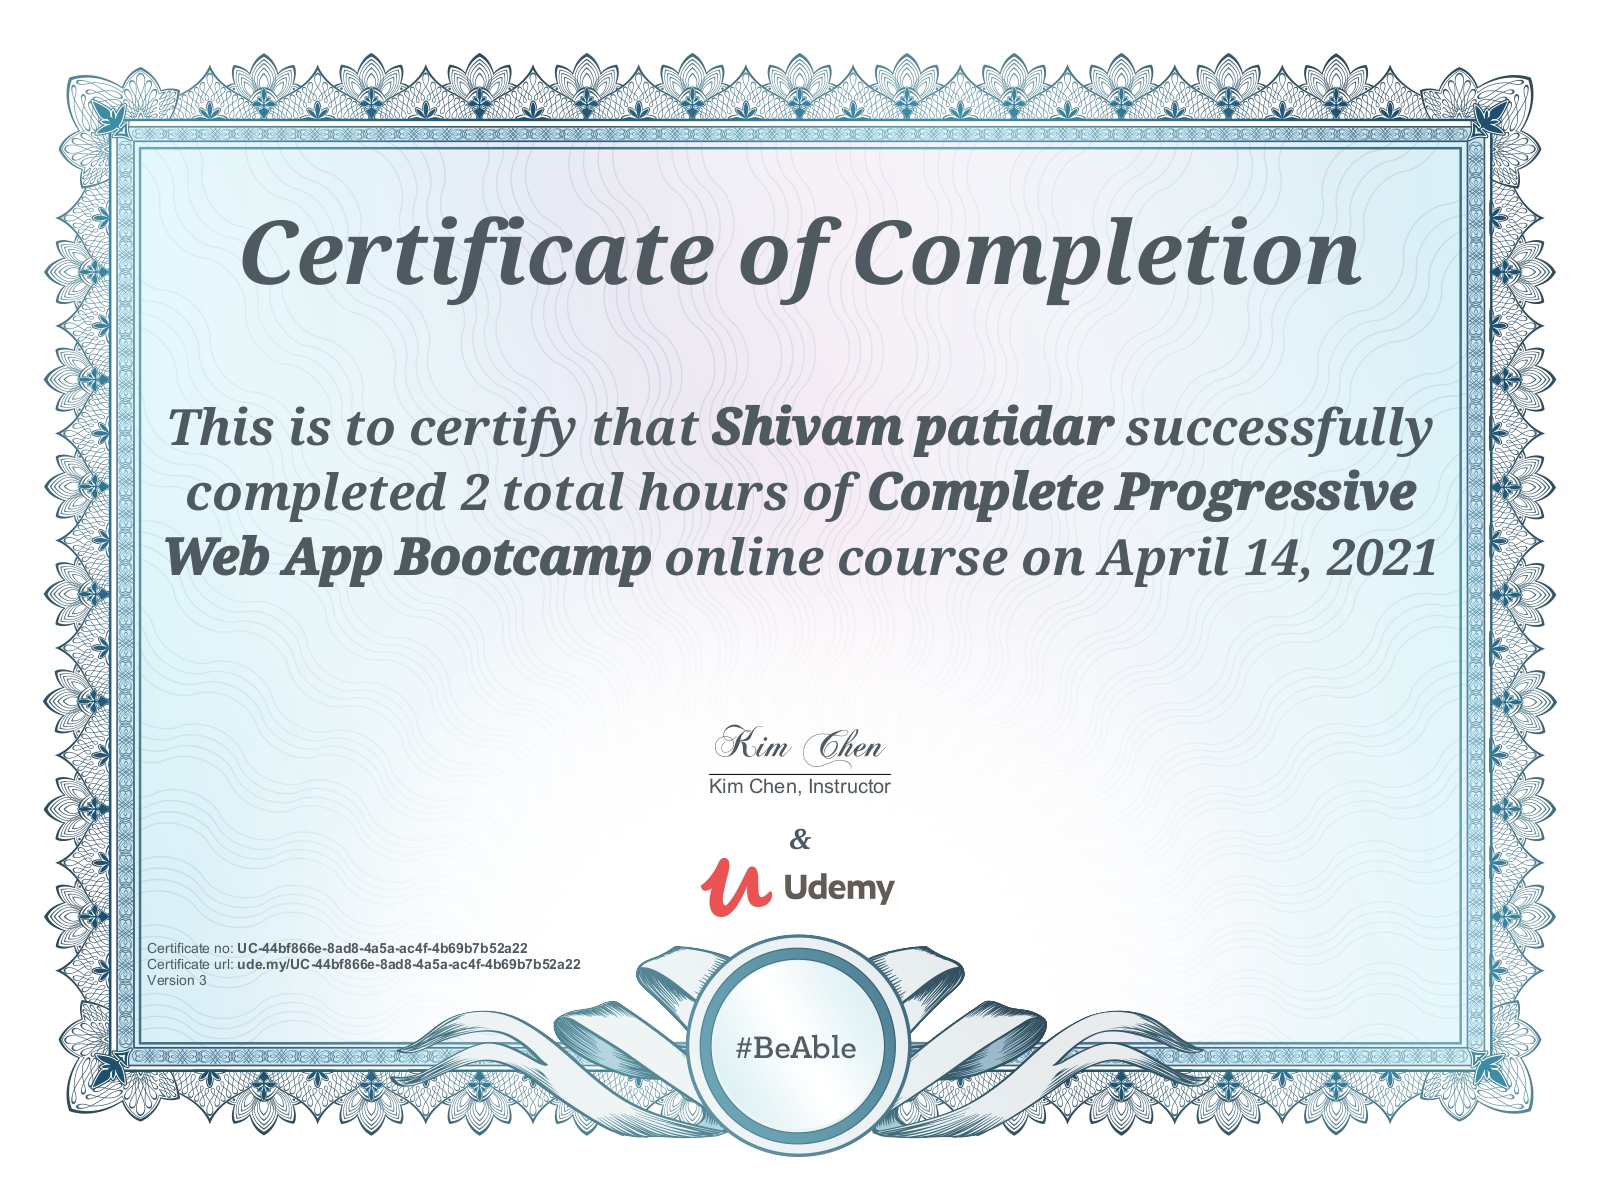 Certificate of Completion
This is to certify that Shivam patidar successfully
completed 2 total hours of Complete Progressive
Web App Bootcamp online course on April 14, 2021
Kim Chen
Kim Chen, Instructor
&
Udemy
Certificate no: UC-44bf866e-8ad8-4a5a-ac4f-4b69b7b52a22
Certificate url: ude.my/UC-44bf866e-8ad8-4a5a-ac4f-4b69b7b52a22
Version 3
#BeAble